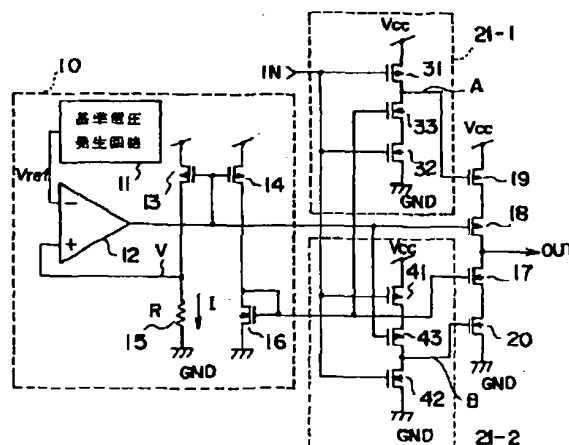 10
基準電圧
発生回路
Vref
11
13
14
12
V
R
I
15
16
GND
IN
Vcc
21-1
31
A
33
32
GND
Vcc
19
18
OUT
17
20
GND
Vcc
41
43
B
42
GND
21-2